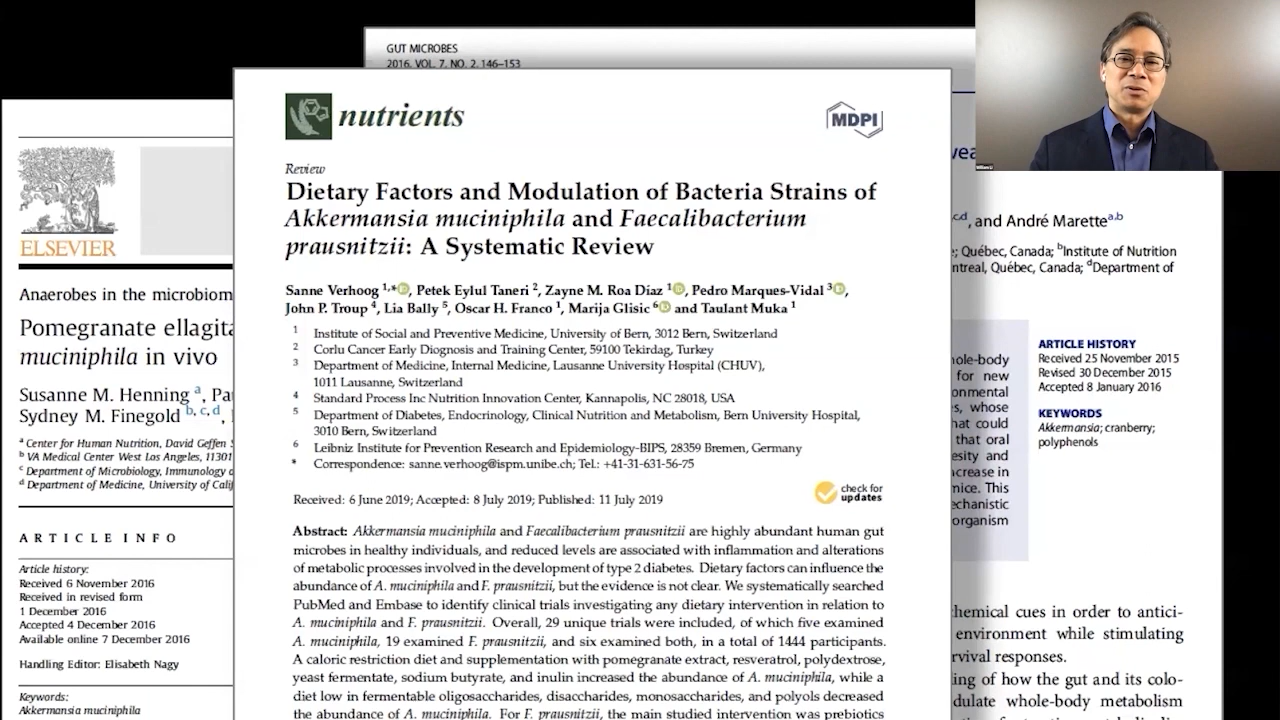 GUT MICROBES
2016, VOL. 7, NO. 2, 146–153
nutrients
MDPI
Review
Dietary Factors and Modulation of Bacteria Strains of
Akkermansia muciniphila and Faecalibacterium
prausnitzii: A Systematic Review
Sanne Verhoog 1,*, Petek Eylul Taneri 2, Zayne M. Roa Díaz 1, Pedro Marques-Vidal 3,
John P. Troup 4, Lia Bally 5, Oscar H. Franco 1, Marija Glisic 6 and Taulant Muka 1
1 Institute of Social and Preventive Medicine, University of Bern, 3012 Bern, Switzerland
2 Corlu Cancer Early Diagnosis and Training Center, 59100 Tekirdag, Turkey
3 Department of Medicine, Internal Medicine, Lausanne University Hospital (CHUV),
1011 Lausanne, Switzerland
4 Standard Process Inc Nutrition Innovation Center, Kannapolis, NC 28018, USA
5 Department of Diabetes, Endocrinology, Clinical Nutrition and Metabolism, Bern University Hospital,
3010 Bern, Switzerland
6 Leibniz Institute for Prevention Research and Epidemiology-BIPS, 28359 Bremen, Germany
* Correspondence: sanne.verhoog@ispm.unibe.ch; Tel.: +41-31-631-56-75
Received: 6 June 2019; Accepted: 8 July 2019; Published: 11 July 2019
check for
updates
Abstract: Akkermansia muciniphila and Faecalibacterium prausnitzii are highly abundant human gut
microbes in healthy individuals, and reduced levels are associated with inflammation and alterations
of metabolic processes involved in the development of type 2 diabetes. Dietary factors can influence the
abundance of A. muciniphila and F. prausnitzii, but the evidence is not clear. We systematically searched
PubMed and Embase to identify clinical trials investigating any dietary intervention in relation to
A. muciniphila and F. prausnitzii. Overall, 29 unique trials were included, of which five examined
A. muciniphila, 19 examined F. prausnitzii, and six examined both, in a total of 1444 participants.
A caloric restriction diet and supplementation with pomegranate extract, resveratrol, polydextrose,
yeast fermentate, sodium butyrate, and inulin increased the abundance of A. muciniphila, while a
diet low in fermentable oligosaccharides, disaccharides, monosaccharides, and polyols decreased
the abundance of A. muciniphila. For F. prausnitzii, the main studied intervention was prebiotics
ELSEVIER
Anaerobes in the microbiom
Pomegranate ellagita
muciniphila in vivo
Susanne M. Henning a, Pau
Sydney M. Finegold b, c, d,
a Center for Human Nutrition, David Geffen S
b VA Medical Center West Los Angeles, 11301
c Department of Microbiology, Immunology a
d Department of Medicine, University of Calif
ARTICLE INFO
Article history:
Received 6 November 2016
Received in revised form
1 December 2016
Accepted 4 December 2016
Available online 7 December 2016
Handling Editor: Elisabeth Nagy
Keywords:
Akkermansia muciniphila
c,d, and André Marette a,b
; Québec, Canada; b Institute of Nutrition
ntreal, Québec, Canada; d Department of
hole-body
for new
onmental
s, whose
hat could
that oral
esity and
crease in
mice. This
echanistic
organism
ARTICLE HISTORY
Received 25 November 2015
Revised 30 December 2015
Accepted 8 January 2016
KEYWORDS
Akkermansia; cranberry;
polyphenols
chemical cues in order to antici-
environment while stimulating
rvival responses.
ing of how the gut and its colo-
dulate whole-body metabolism